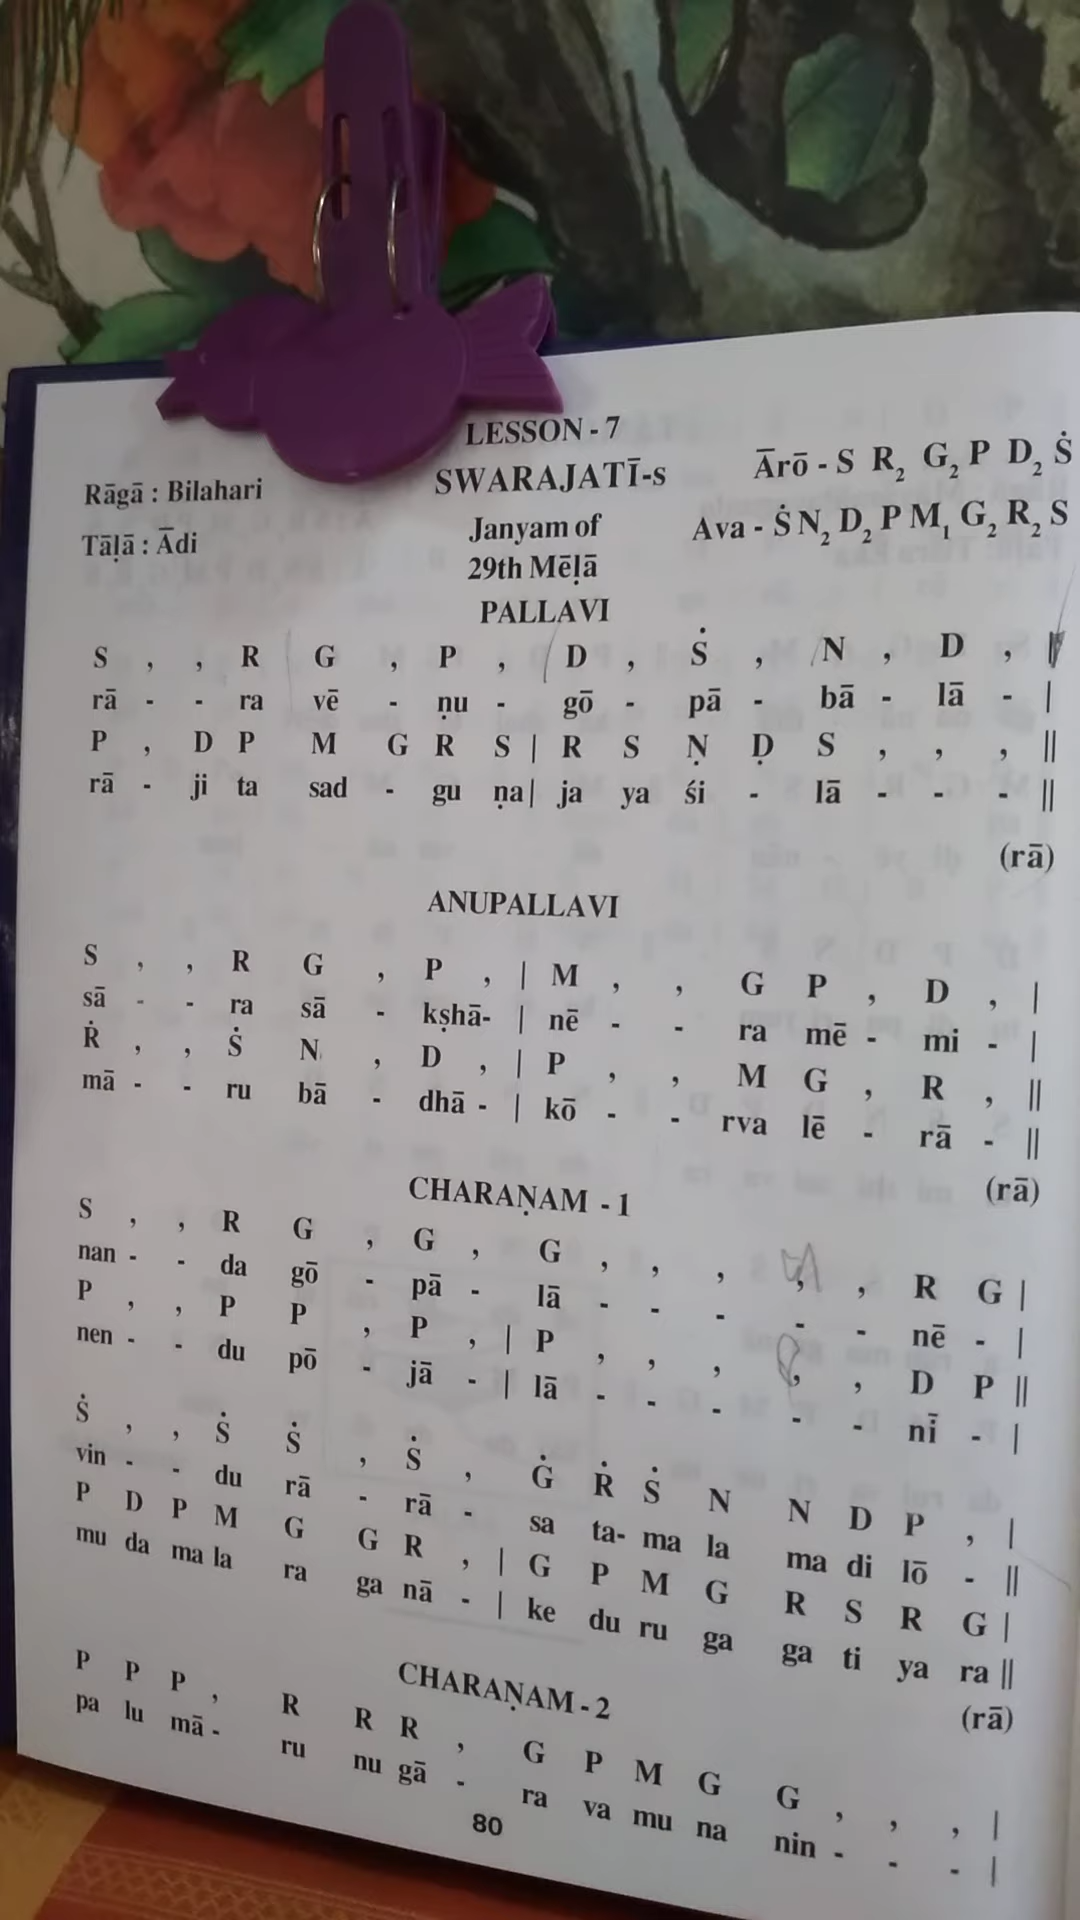 LESSON - 7
Rāgā : Bilahari SWARAJATĪ-s Ārō - S R₂ G₂ P D₂ Ṡ
Tāḷā : Ādi Janyam of Ava - Ṡ N₂ D₂ P M₁ G₂ R₂ S
29th Mēḷā
PALLAVI
S , , R G , P , D , Ṡ , N , D , ||
rā - - ra vē - ṇu - gō - pā - bā - lā - |
P , D P M G R S | R S Ṇ Ḍ S , , , ||
rā - ji ta sad - gu ṇa | ja ya śi - lā - - - ||
(rā)
ANUPALLAVI
S , , R G , P , | M , , G P , D , |
sā - - ra sā - kṣhā- | nē - - ra mē - mi - |
Ṙ , , Ṡ N , D , | P , , M G , R , ||
mā - - ru bā - dhā - | kō - - rva lē - rā - ||
(rā)
CHARAṆAM - 1
S , , R G , G , G , , , , , R G |
nan - - da gō - pā - lā - - - - - nē - |
P , , P P , P , | P , , , , , D P ||
nen - - du pō - jā - | lā - - - - - nī - |
Ṡ , , Ṡ Ṡ , Ṡ , Ġ Ṙ Ṡ N N D P , |
vin - - du rā - rā - sa ta- ma la ma di lō - ||
P D P M G G R , | G P M G R S R G |
mu da ma la ra ga nā - | ke du ru ga ga ti ya ra ||
(rā)
CHARAṆAM - 2
P P P , R R R , G P M G G , , , |
pa lu mā - ru nu gā - ra va mu na nin - - - |
80